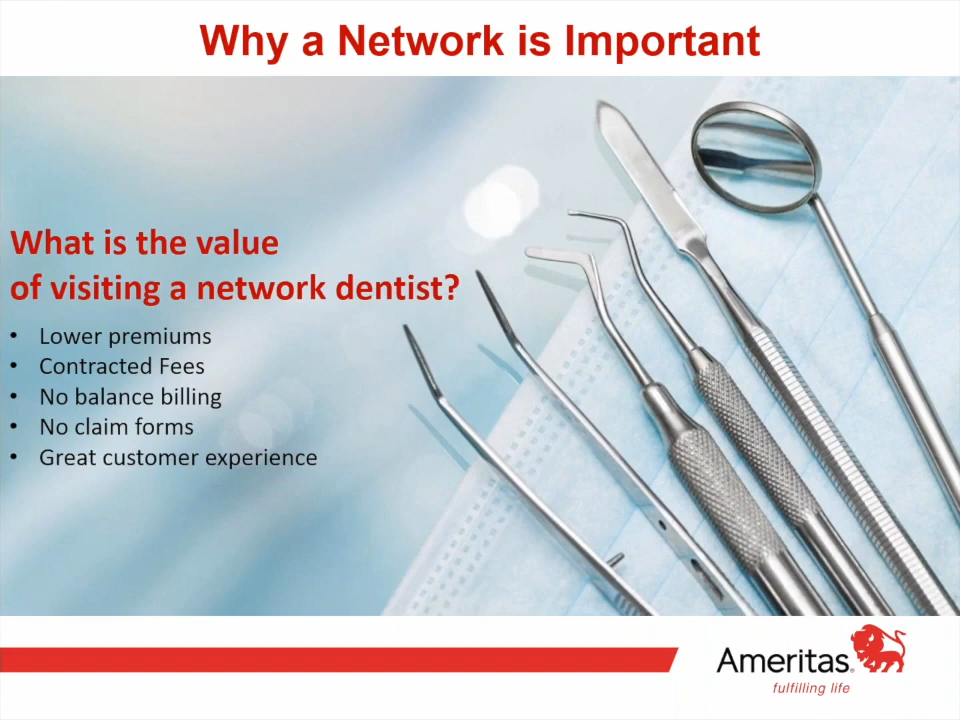 Why a Network is Important
What is the value
of visiting a network dentist?
• Lower premiums
• Contracted Fees
• No balance billing
• No claim forms
• Great customer experience
Ameritas®
fulfilling life